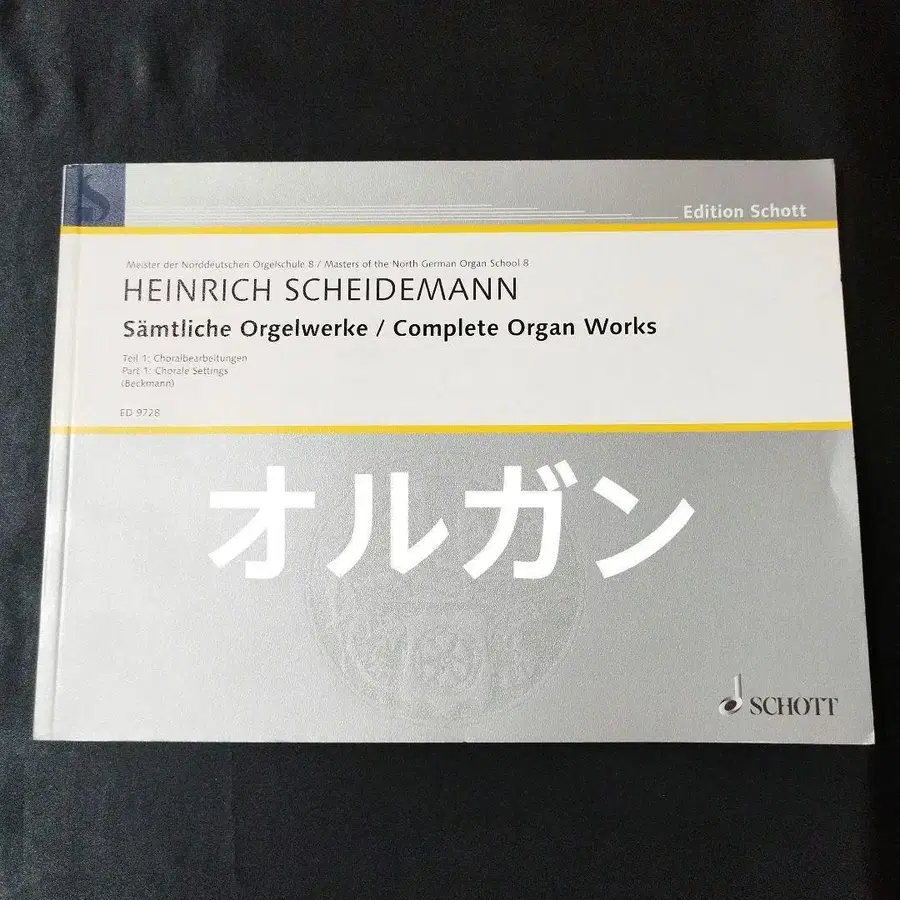 Edition Schott
Meister der Norddeutschen Orgelschule 8 / Masters of the North German Organ School 8
HEINRICH SCHEIDEMANN
Sämtliche Orgelwerke / Complete Organ Works
Teil 1: Choralbearbeitungen
Part 1: Chorale Settings
(Beckmann)
ED 9728
オルガン
SCHOTT